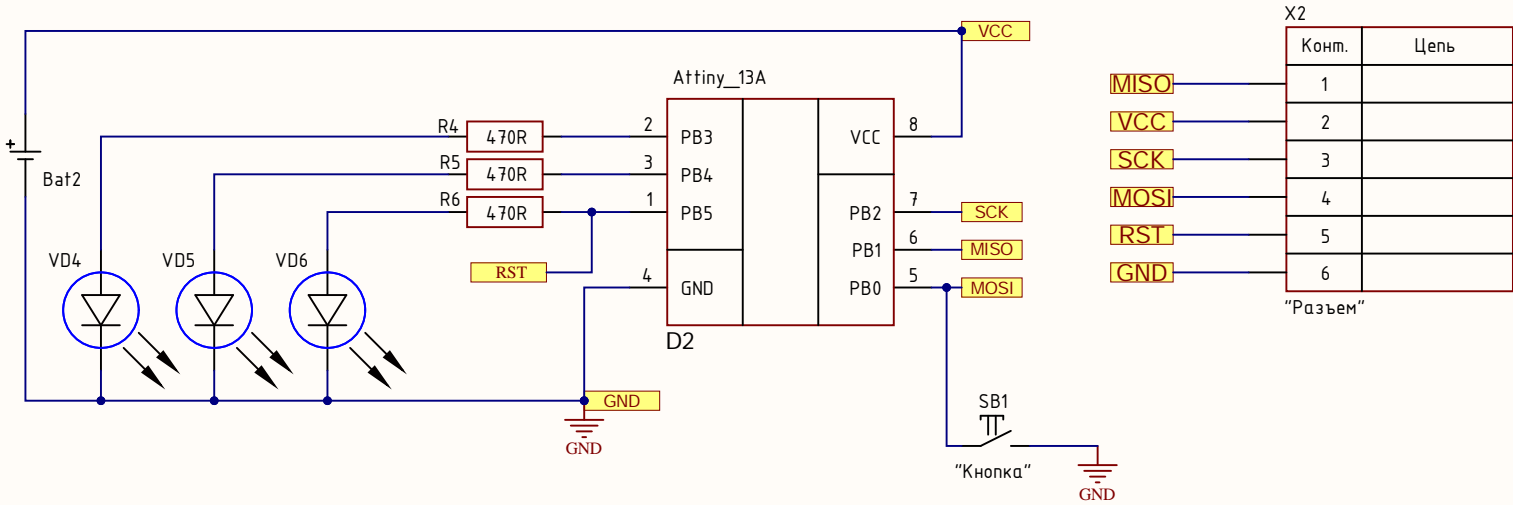 X2
VCC
Конт. Цепь
Attiny_13A
MISO 1
R4 470R 2 PB3 VCC 8
VCC 2
+
Bat2
R5 470R 3 PB4
SCK 3
R6 470R 1 PB5 PB2 7 SCK
MOSI 4
RST 5
PB1 6 MISO
VD4 VD5 VD6
RST
4 GND PB0 5 MOSI
GND 6
"Разъем"
D2
GND
SB1
GND
"Кнопка"
GND